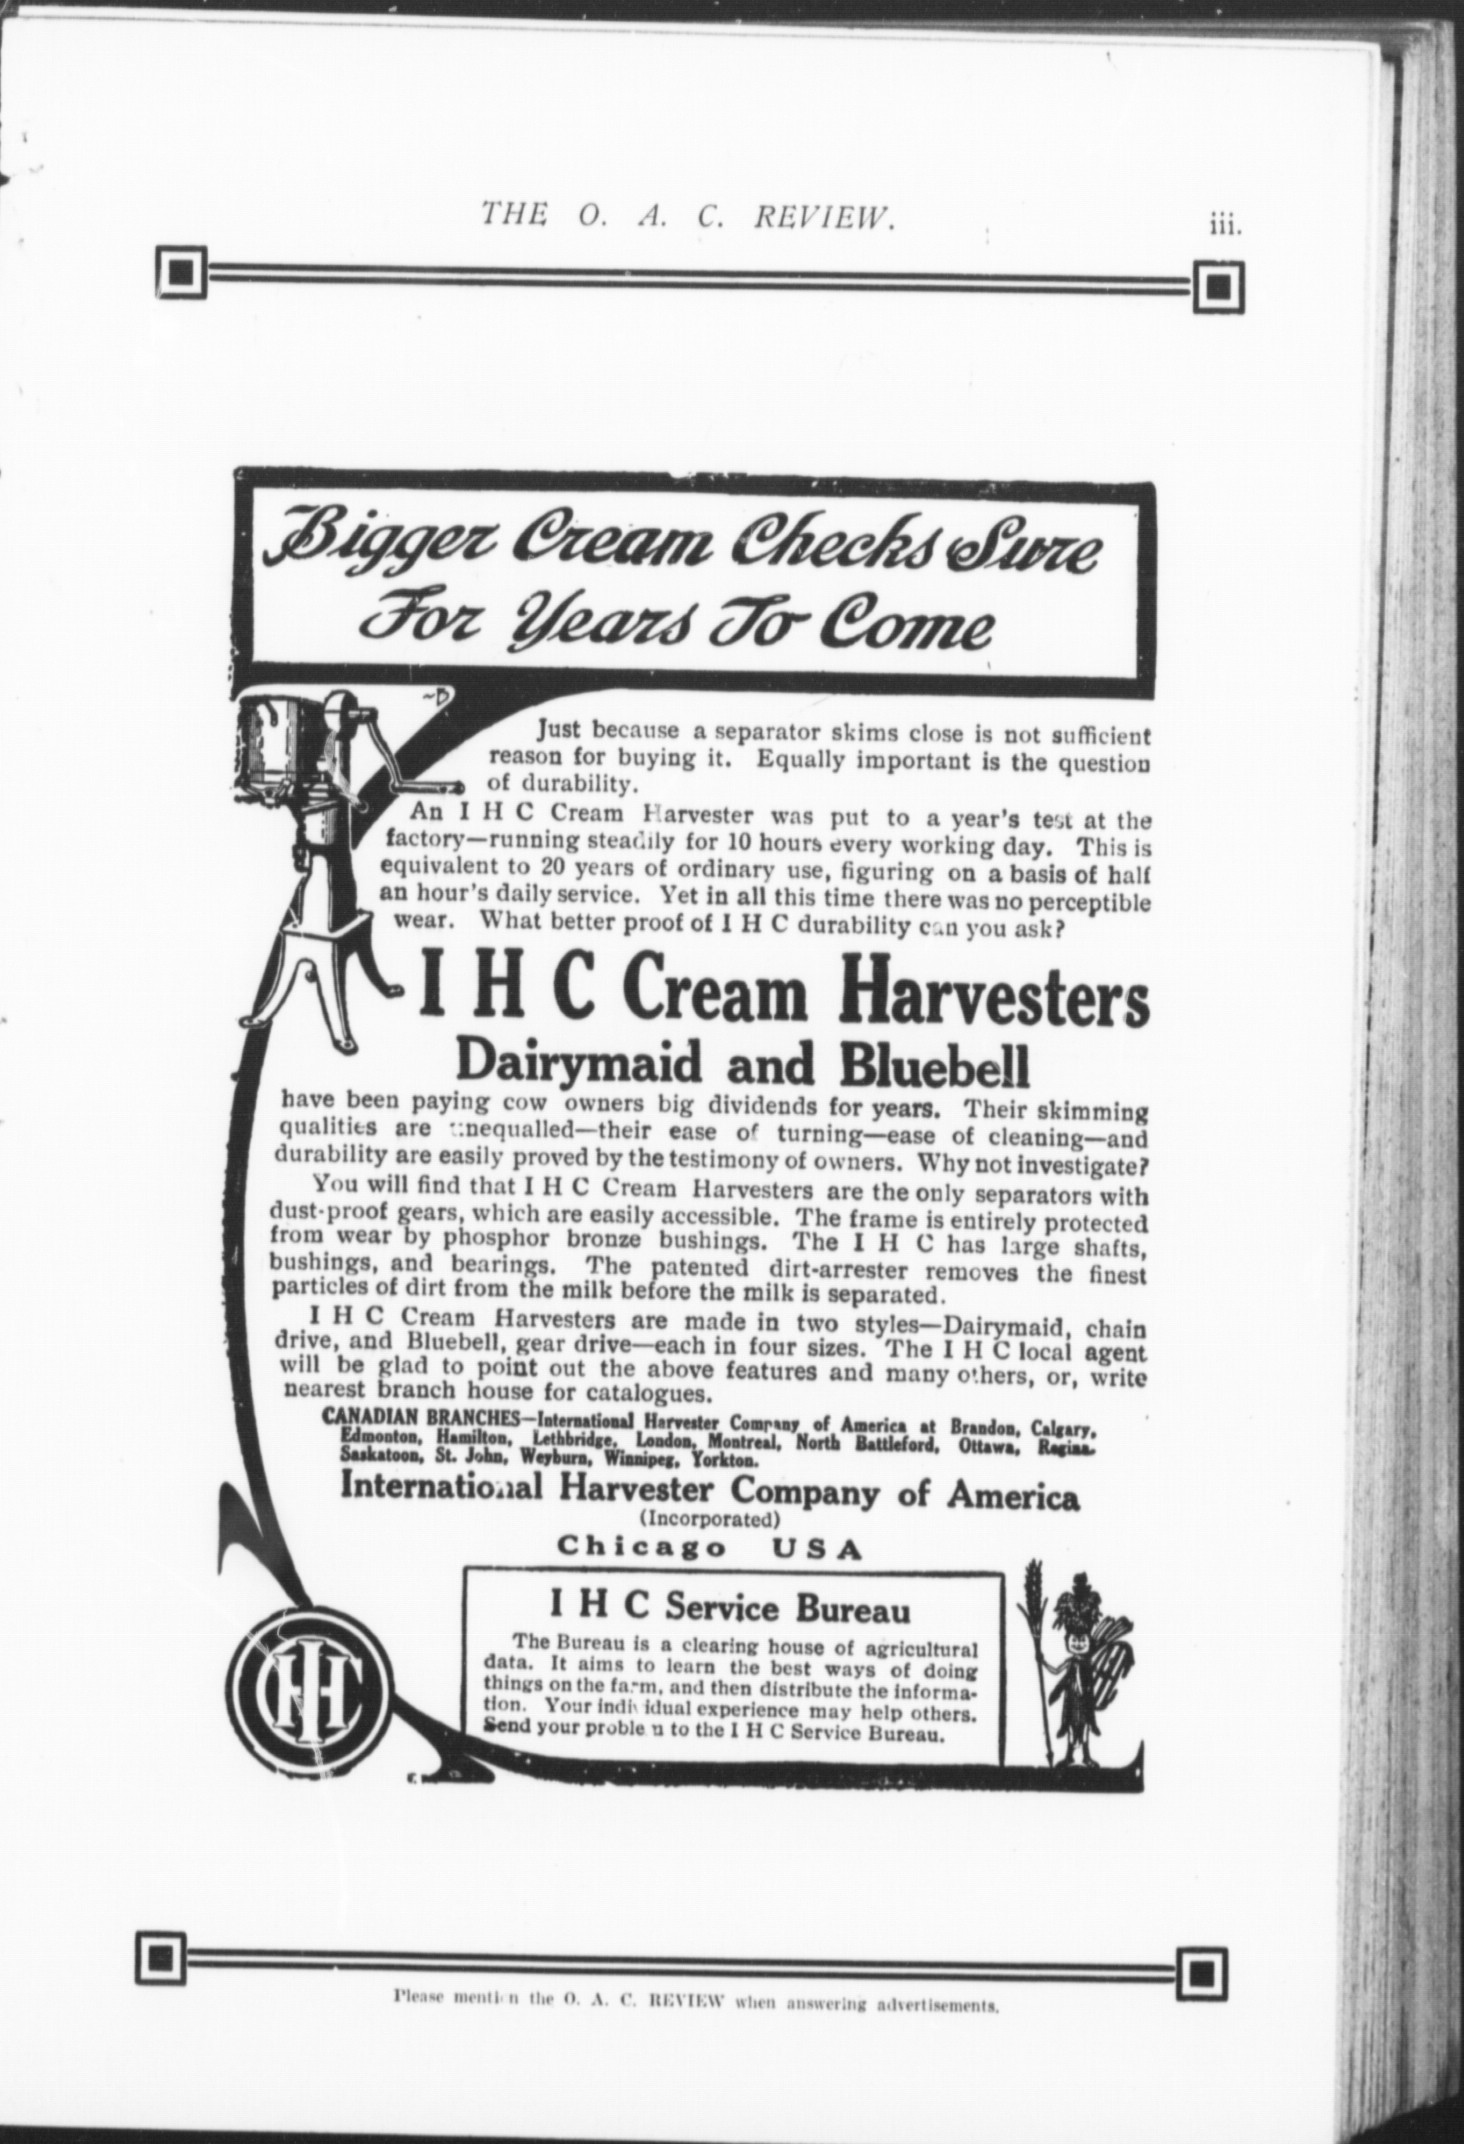 THE O. A. C. REVIEW.
iii.
Bigger Cream Checks Sure
For Years To Come
~B
Just because a separator skims close is not sufficient
reason for buying it. Equally important is the question
of durability.
An I H C Cream Harvester was put to a year's test at the
factory—running steadily for 10 hours every working day. This is
equivalent to 20 years of ordinary use, figuring on a basis of half
an hour's daily service. Yet in all this time there was no perceptible
wear. What better proof of I H C durability can you ask?
I H C Cream Harvesters
Dairymaid and Bluebell
have been paying cow owners big dividends for years. Their skimming
qualities are unequalled—their ease of turning—ease of cleaning—and
durability are easily proved by the testimony of owners. Why not investigate?
You will find that I H C Cream Harvesters are the only separators with
dust-proof gears, which are easily accessible. The frame is entirely protected
from wear by phosphor bronze bushings. The I H C has large shafts,
bushings, and bearings. The patented dirt-arrester removes the finest
particles of dirt from the milk before the milk is separated.
I H C Cream Harvesters are made in two styles—Dairymaid, chain
drive, and Bluebell, gear drive—each in four sizes. The I H C local agent
will be glad to point out the above features and many others, or, write
nearest branch house for catalogues.
CANADIAN BRANCHES—International Harvester Company of America at Brandon, Calgary,
Edmonton, Hamilton, Lethbridge, London, Montreal, North Battleford, Ottawa, Regina,
Saskatoon, St. John, Weyburn, Winnipeg, Yorkton.
International Harvester Company of America
(Incorporated)
Chicago USA
I H C Service Bureau
The Bureau is a clearing house of agricultural
data. It aims to learn the best ways of doing
things on the farm, and then distribute the informa-
tion. Your individual experience may help others.
Send your problem to the I H C Service Bureau.
IHC
Please mention the O. A. C. REVIEW when answering advertisements.